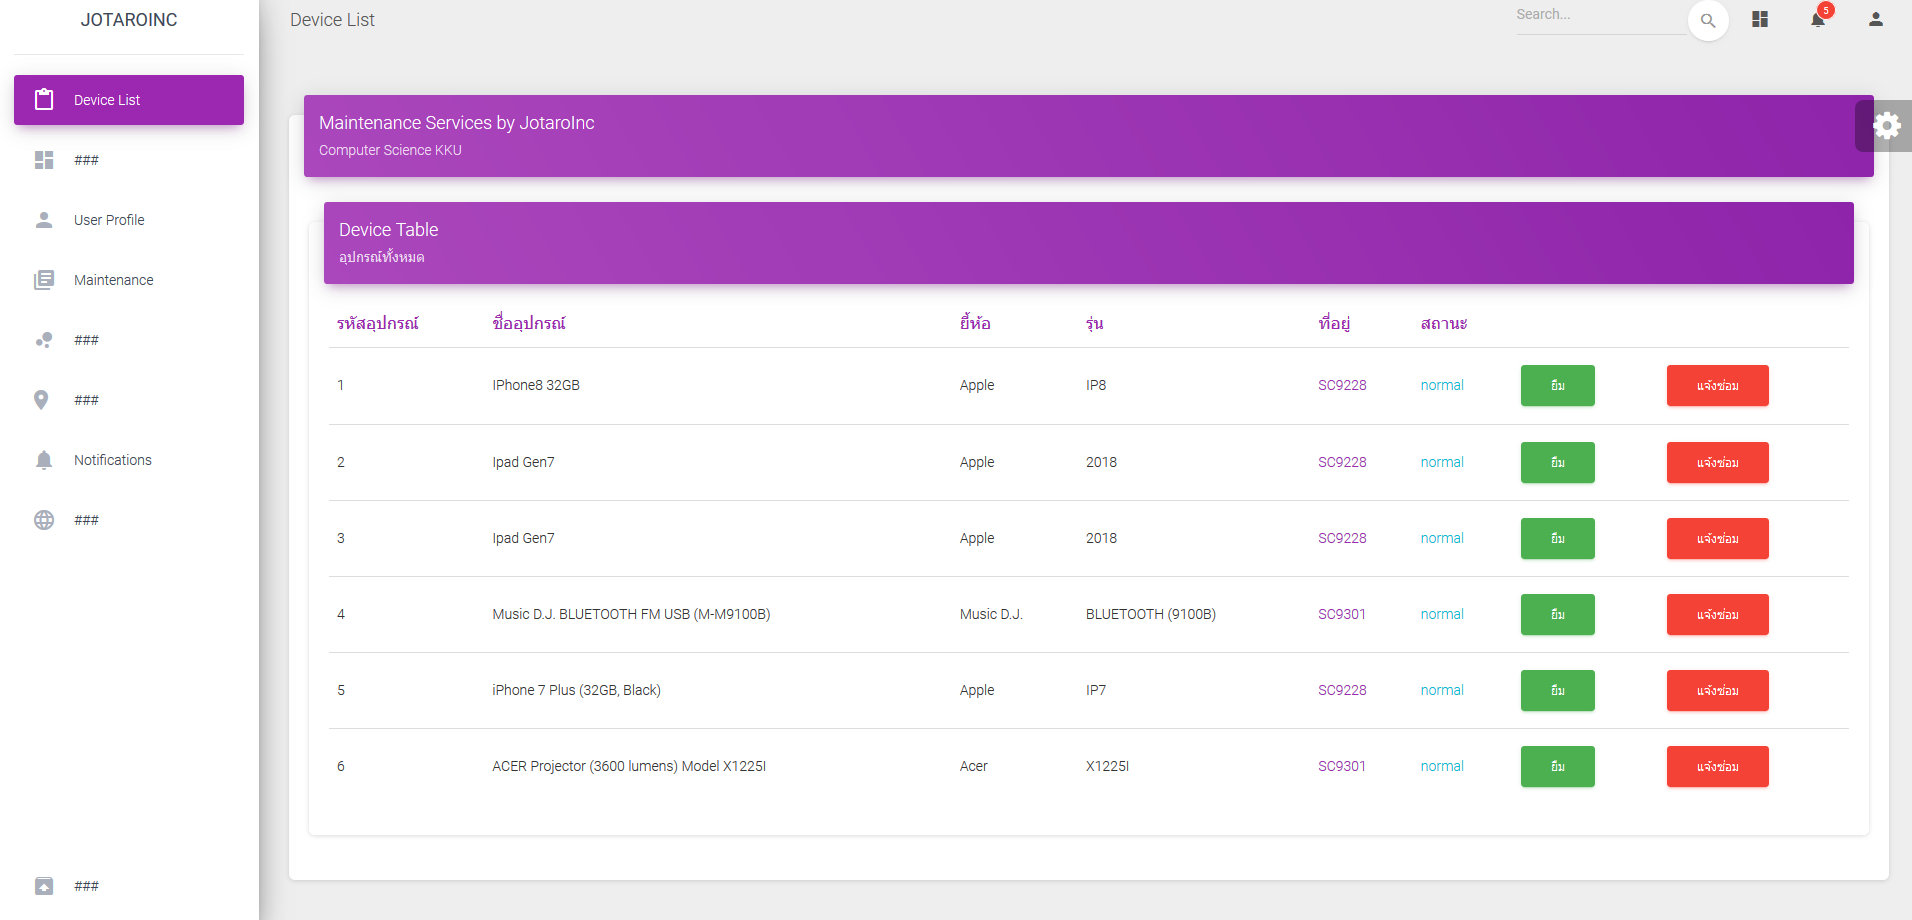 JOTAROINC
Device List
###
User Profile
Maintenance
###
###
Notifications
###
###
Device List
Search...
5
Maintenance Services by JotaroInc
Computer Science KKU
Device Table
อุปกรณ์ทั้งหมด
รหัสอุปกรณ์ ชื่ออุปกรณ์ ยี้ห้อ รุ่น ที่อยู่ สถานะ
1 IPhone8 32GB Apple IP8 SC9228 normal ยืม แจ้งซ่อม
2 Ipad Gen7 Apple 2018 SC9228 normal ยืม แจ้งซ่อม
3 Ipad Gen7 Apple 2018 SC9228 normal ยืม แจ้งซ่อม
4 Music D.J. BLUETOOTH FM USB (M-M9100B) Music D.J. BLUETOOTH (9100B) SC9301 normal ยืม แจ้งซ่อม
5 iPhone 7 Plus (32GB, Black) Apple IP7 SC9228 normal ยืม แจ้งซ่อม
6 ACER Projector (3600 lumens) Model X1225I Acer X1225I SC9301 normal ยืม แจ้งซ่อม